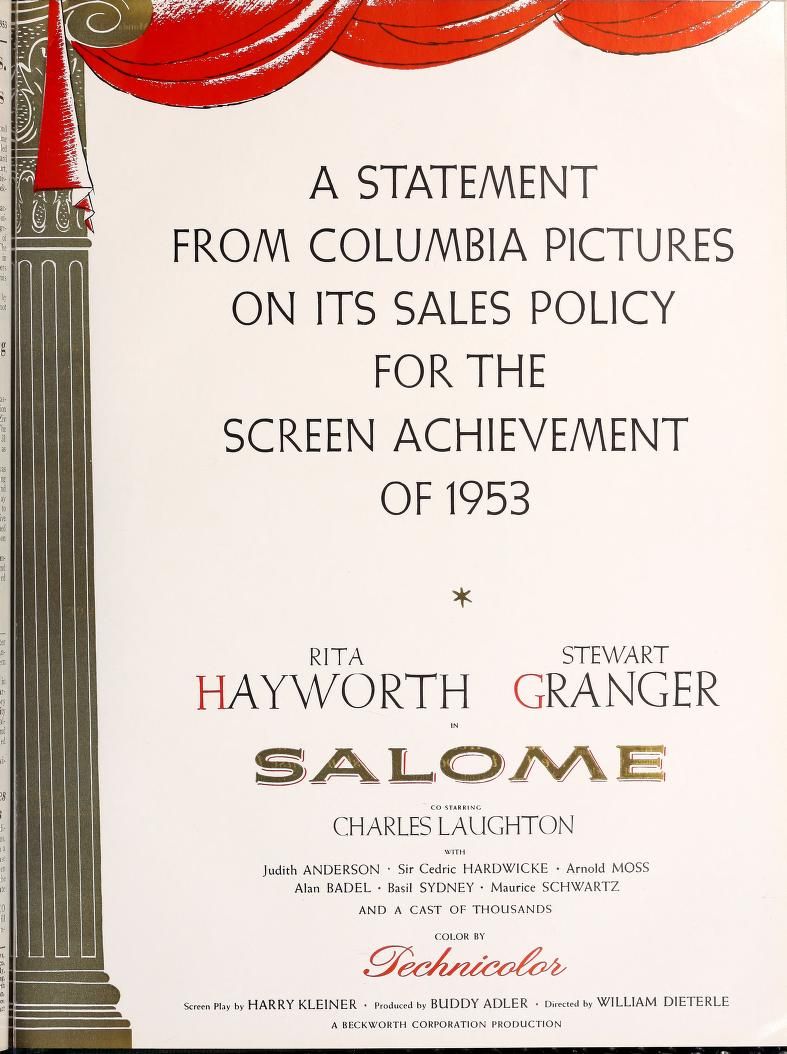 A STATEMENT
FROM COLUMBIA PICTURES
ON ITS SALES POLICY
FOR THE
SCREEN ACHIEVEMENT
OF 1953
RITA STEWART
HAYWORTH GRANGER
IN
SALOME
CO STARRING
CHARLES LAUGHTON
WITH
Judith ANDERSON · Sir Cedric HARDWICKE · Arnold MOSS
Alan BADEL · Basil SYDNEY · Maurice SCHWARTZ
AND A CAST OF THOUSANDS
COLOR BY
Technicolor
Screen Play by HARRY KLEINER · Produced by BUDDY ADLER · Directed by WILLIAM DIETERLE
A BECKWORTH CORPORATION PRODUCTION